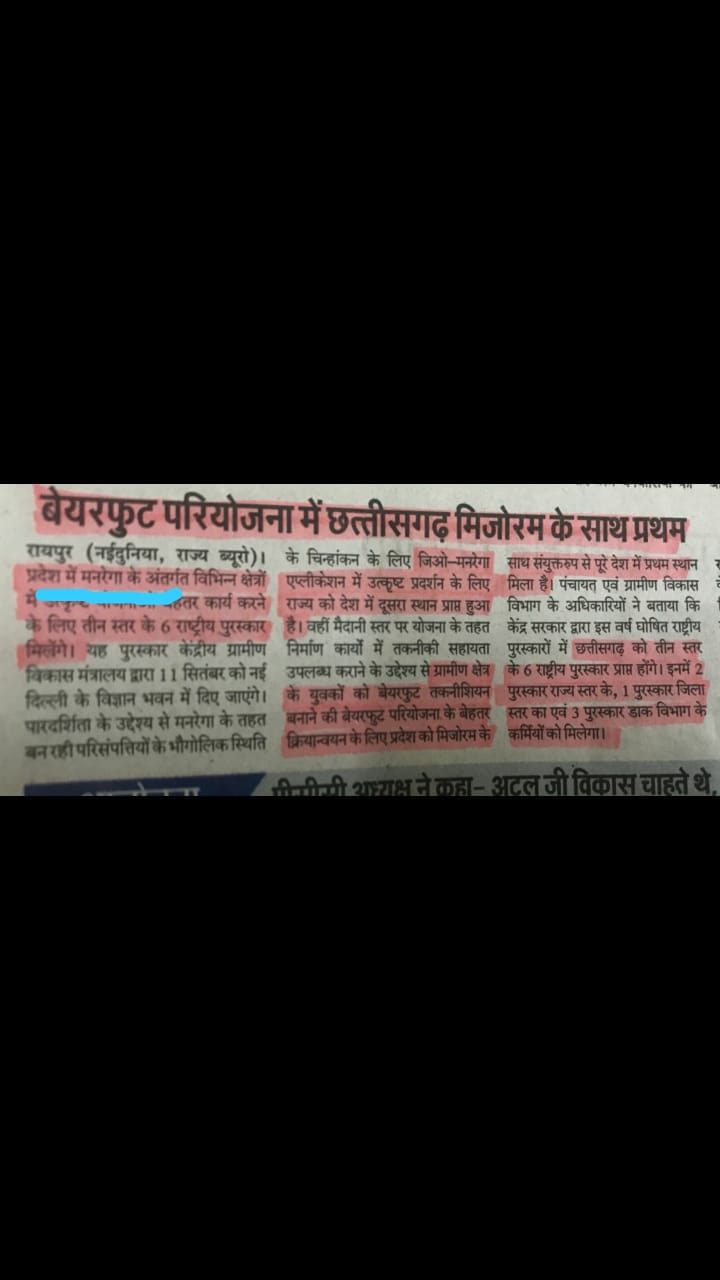 बेयरफुट परियोजना में छत्तीसगढ़ मिजोरम के साथ प्रथम
रायपुर (नईदुनिया, राज्य ब्यूरो)।
प्रदेश में मनरेगा के अंतर्गत विभिन्न क्षेत्रों
में बेहतर कार्य करने
के लिए तीन स्तर के 6 राष्ट्रीय पुरस्कार
मिलेंगे। यह पुरस्कार केंद्रीय ग्रामीण
विकास मंत्रालय द्वारा 11 सितंबर को नई
दिल्ली के विज्ञान भवन में दिए जाएंगे।
पारदर्शिता के उद्देश्य से मनरेगा के तहत
बन रही परिसंपत्तियों के भौगोलिक स्थिति
के चिन्हांकन के लिए जिओ-मनरेगा
एप्लीकेशन में उत्कृष्ट प्रदर्शन के लिए
राज्य को देश में दूसरा स्थान प्राप्त हुआ
है। वहीं मैदानी स्तर पर योजना के तहत
निर्माण कार्यों में तकनीकी सहायता
उपलब्ध कराने के उद्देश्य से ग्रामीण क्षेत्र
के युवकों को बेयरफुट तकनीशियन
बनाने की बेयरफुट परियोजना के बेहतर
क्रियान्वयन के लिए प्रदेश को मिजोरम के
साथ संयुक्तरुप से पूरे देश में प्रथम स्थान
मिला है। पंचायत एवं ग्रामीण विकास
विभाग के अधिकारियों ने बताया कि
केंद्र सरकार द्वारा इस वर्ष घोषित राष्ट्रीय
पुरस्कारों में छत्तीसगढ़ को तीन स्तर
के 6 राष्ट्रीय पुरस्कार प्राप्त होंगे। इनमें 2
पुरस्कार राज्य स्तर के, 1 पुरस्कार जिला
स्तर का एवं 3 पुरस्कार डाक विभाग के
कर्मियों को मिलेगा।
पीसीसी अध्यक्ष ने कहा- अटल जी विकास चाहते थे,